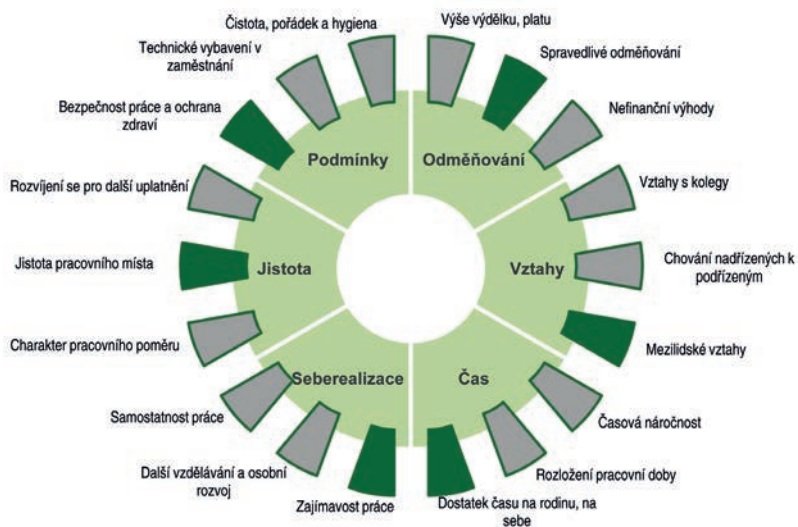 Čistota, pořádek a hygiena
Technické vybavení v
zaměstnání
Bezpečnost práce a ochrana
zdraví
Rozvíjení se pro další uplatnění
Jistota pracovního místa
Charakter pracovního poměru
Samostatnost práce
Další vzdělávání a osobní
rozvoj
Zajímavost práce
Výše výdělku, platu
Spravedlivé odměňování
Nefinanční výhody
Vztahy s kolegy
Chování nadřízených k
podřízeným
Mezilidské vztahy
Časová náročnost
Rozložení pracovní doby
Dostatek času na rodinu, na
sebe
Podmínky
Odměňování
Jistota
Vztahy
Seberealizace
Čas